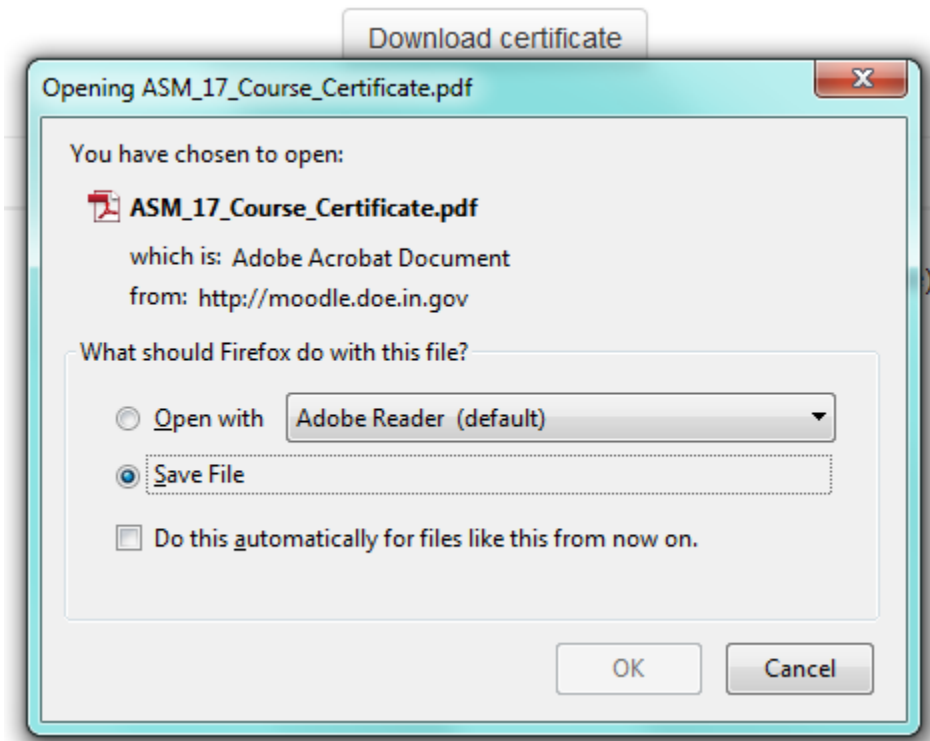 Download certificate
Opening ASM_17_Course_Certificate.pdf
You have chosen to open:
ASM_17_Course_Certificate.pdf
which is: Adobe Acrobat Document
from: http://moodle.doe.in.gov
What should Firefox do with this file?
Open with Adobe Reader (default)
Save File
Do this automatically for files like this from now on.
OK Cancel